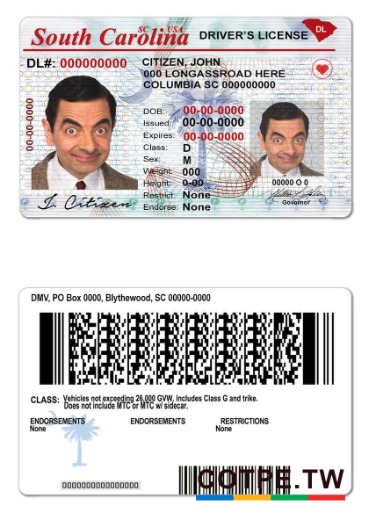 South Carolina SC USA DRIVER'S LICENSE DL
DL#: 000000000
CITIZEN, JOHN
000 LONGASSROAD HERE
COLUMBIA SC 000000000
00-00-0000
DOB: 00-00-0000
Issued: 00-00-0000
Expires: 00-00-0000
Class: D
Sex: M
Weight: 000
Height: 0-00
Restrict: None
Endorse: None
J. Citizen
00000 O 0
Governor
DMV, PO Box 0000, Blythewood, SC 00000-0000
CLASS: Vehicles not exceeding 26,000 GVW, Includes Class G and trike.
Does not include MTC or MTC w/ sidecar.
ENDORSEMENTS ENDORSEMENTS RESTRICTIONS
None None
00000000000000000
COTPE.TW